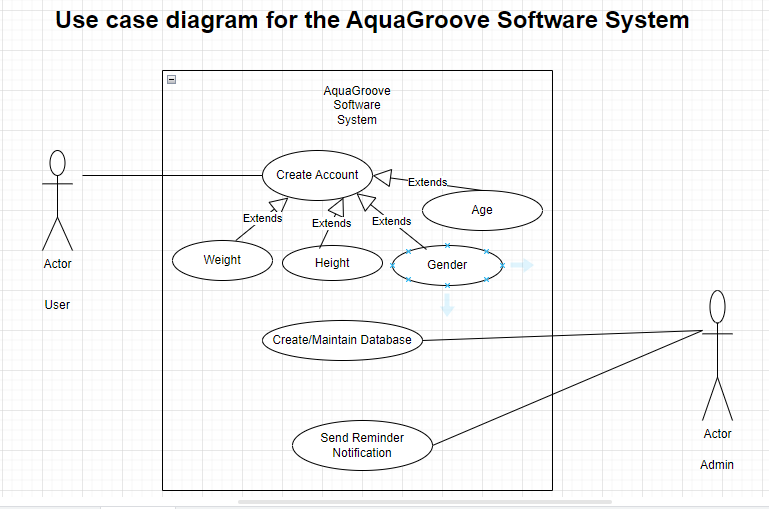 Use case diagram for the AquaGroove Software System
AquaGroove
Software
System
Create Account
Extends
Age
Extends
Extends
Extends
Weight
Height
Gender
Actor
User
Create/Maintain Database
Send Reminder
Notification
Actor
Admin